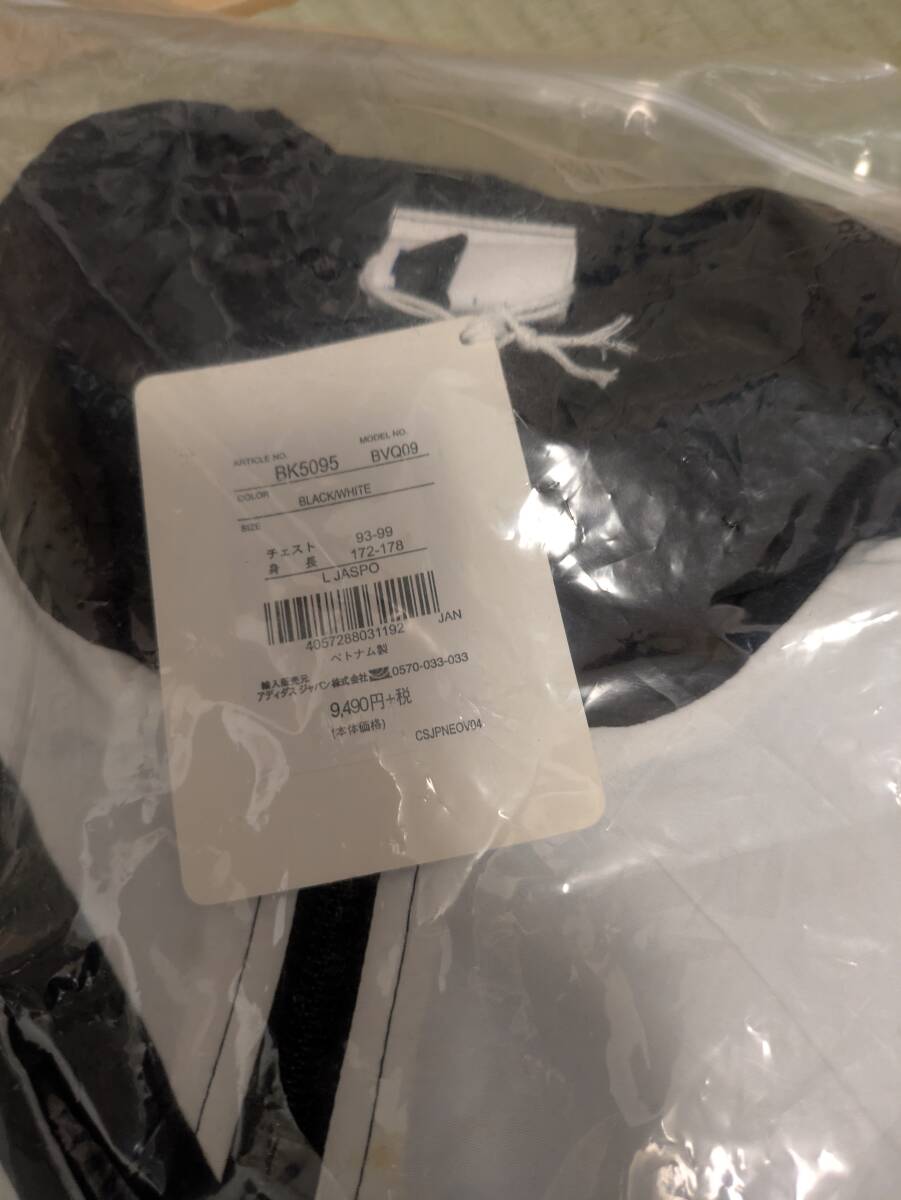 ARTICLE NO. MODEL NO.
BK5095 BVQ09
COLOR BLACK/WHITE
SIZE
チェスト 93-99
身 長 172-178
L JASPO
4057288031192 JAN
ベトナム製
輸入販売元
アディダス ジャパン株式会社 0570-033-033
9,490円+税
(本体価格)
CSJPNEOV04